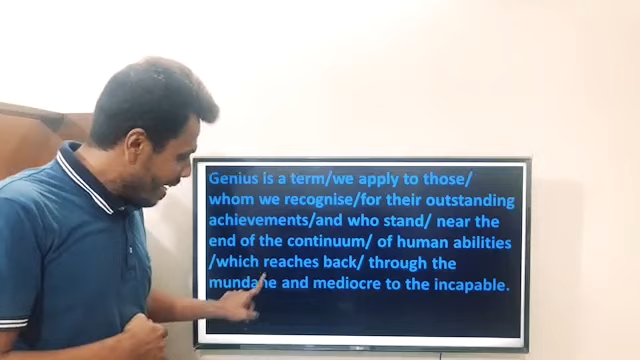 Genius is a term/we apply to those/
whom we recognise/for their outstanding
achievements/and who stand/ near the
end of the continuum/ of human abilities
/which reaches back/ through the
mundane and mediocre to the incapable.